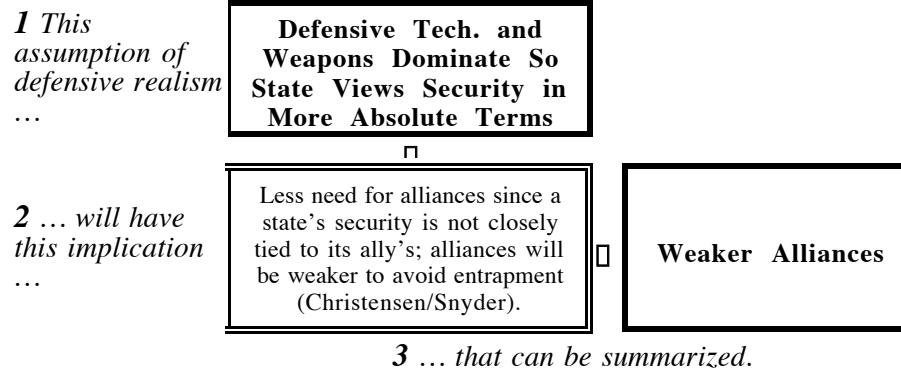 1 This
assumption of
defensive realism
…
Defensive Tech. and
Weapons Dominate So
State Views Security in
More Absolute Terms
2 … will have
this implication
…
Less need for alliances since a
state's security is not closely
tied to its ally's; alliances will
be weaker to avoid entrapment
(Christensen/Snyder).
Weaker Alliances
3 … that can be summarized.